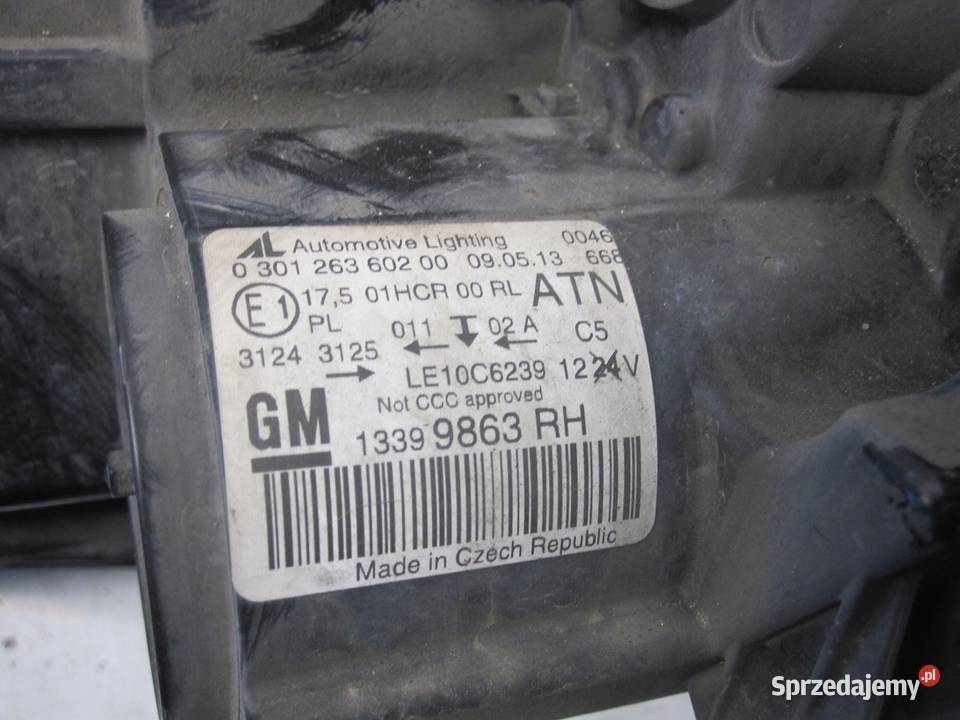 AL Automotive Lighting 0046
0 301 263 602 00 09.05.13 668
E1 17,5 01HCR 00 RL ATN
PL 011 02 A C5
3124 3125
LE10C6239 12 24 V
Not CCC approved
GM 1339 9863 RH
Made in Czech Republic
Sprzedajemy.pl